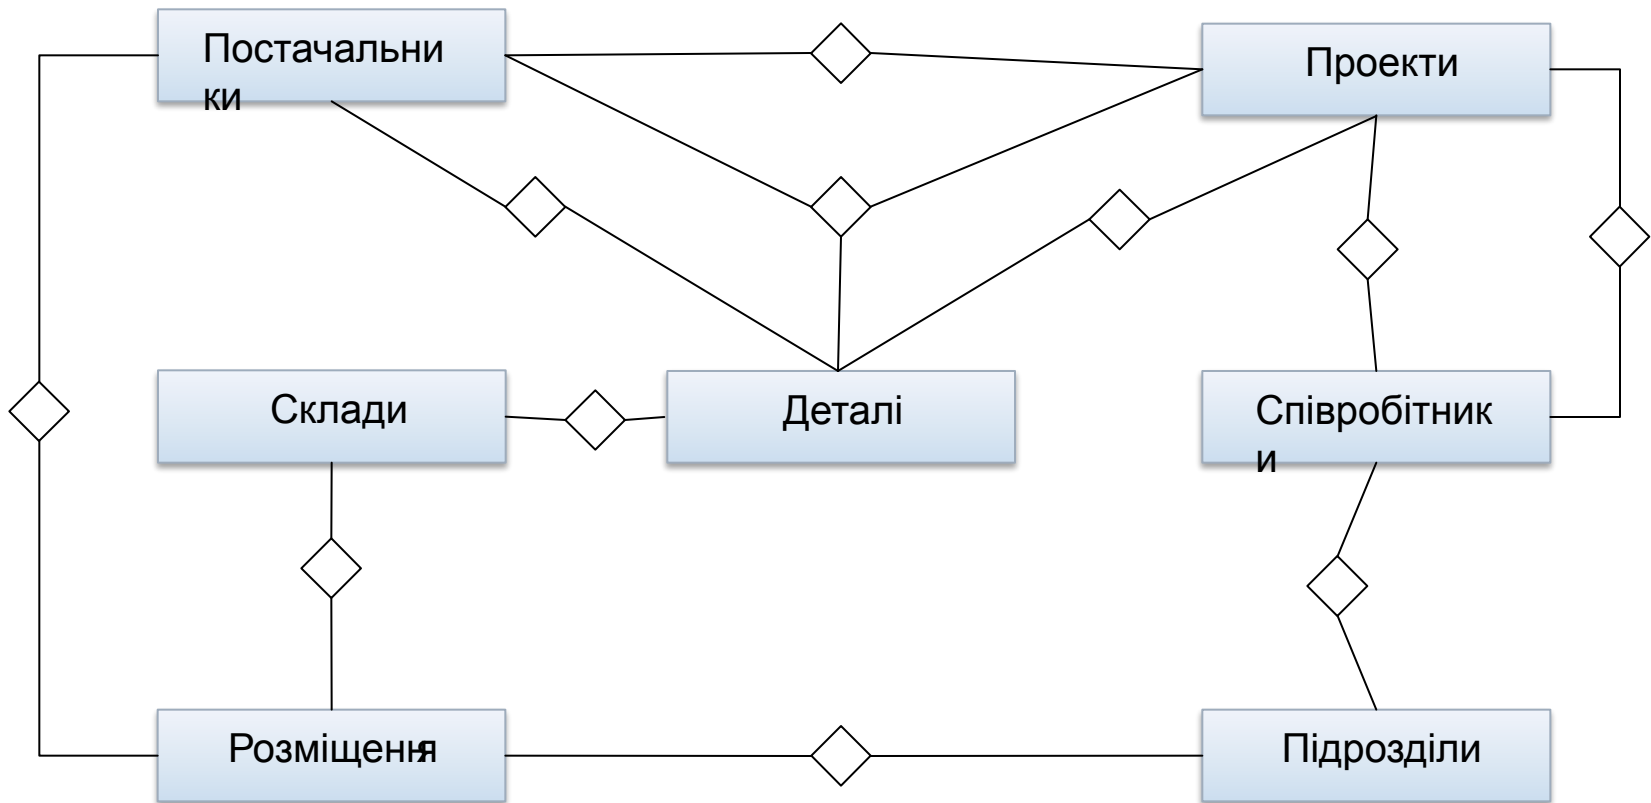 Постачальни
ки
Проекти
Склади
Деталі
Співробітник
и
Розміщення
Підрозділи